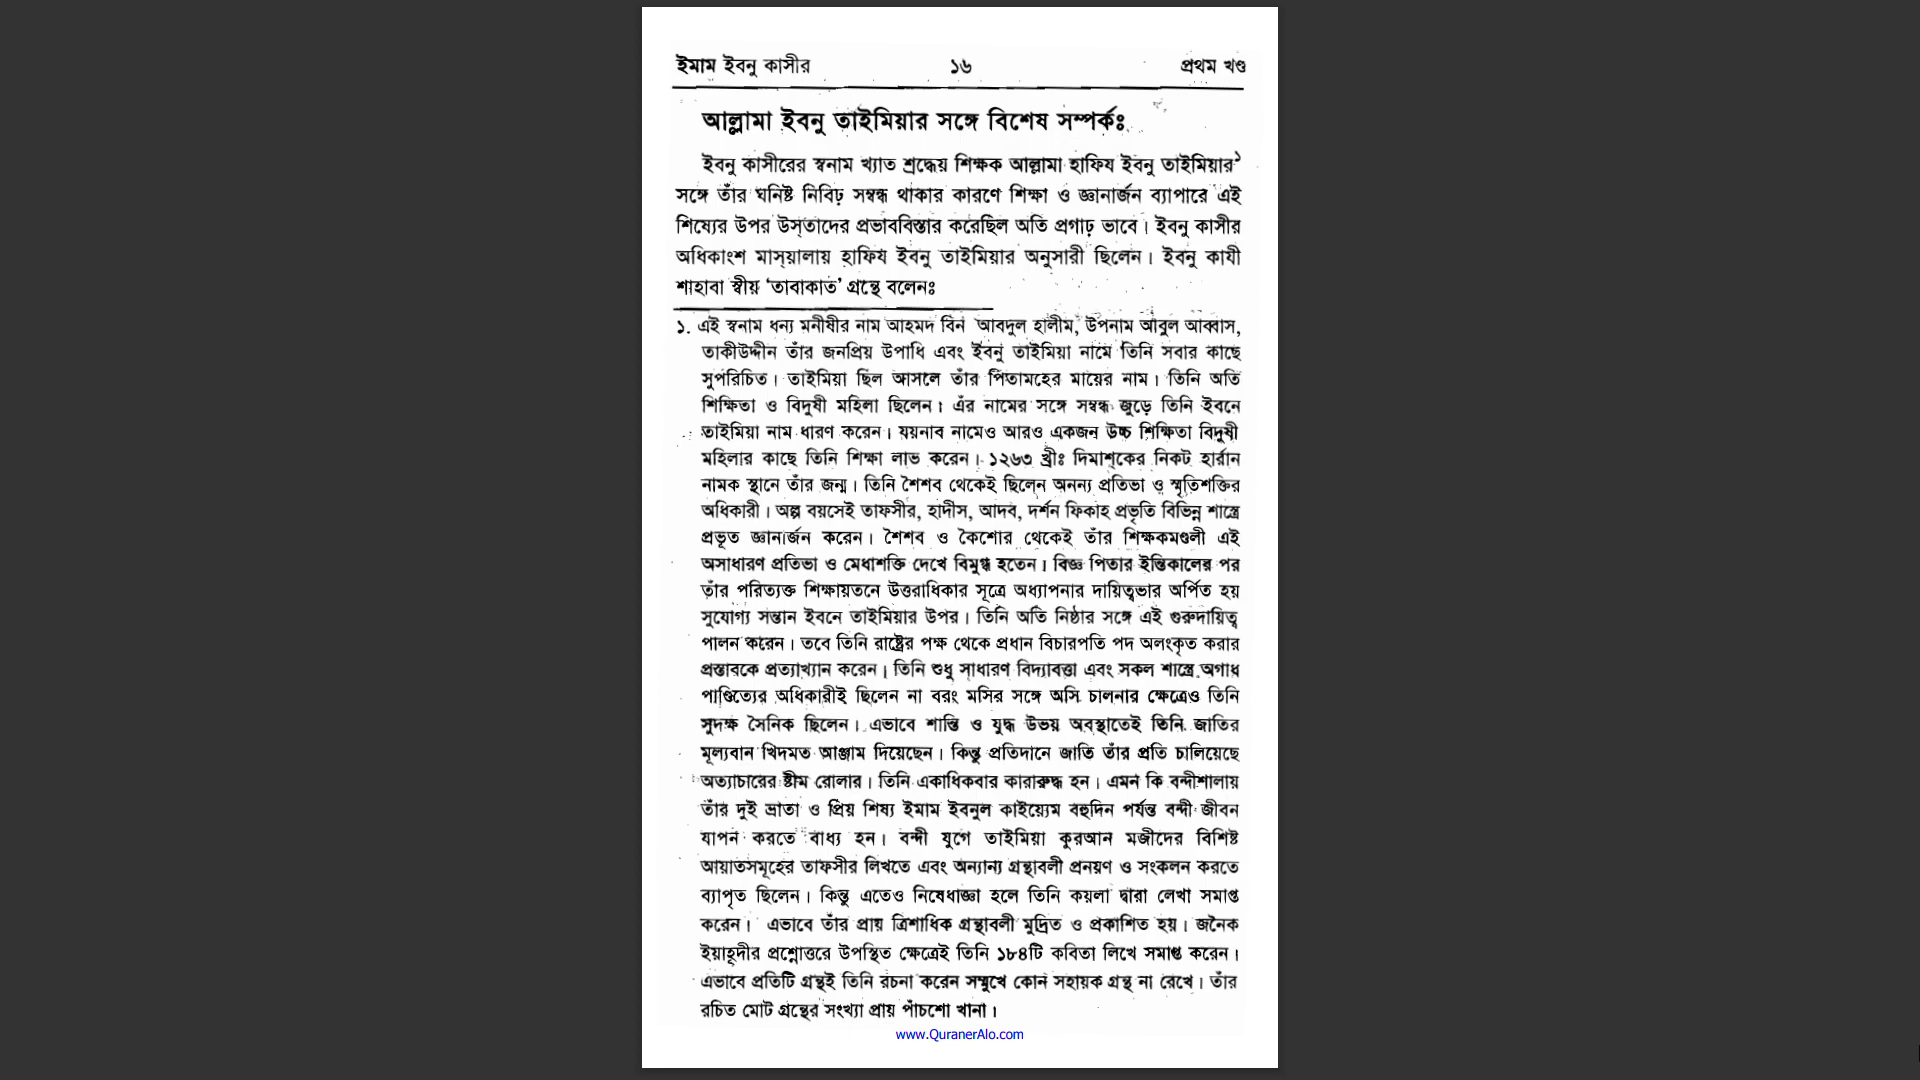 ইমাম ইবনু কাসীর ১৬ প্রথম খণ্ড
আল্লামা ইবনু তাইমিয়ার সঙ্গে বিশেষ সম্পর্কঃ
ইবনু কাসীরের স্বনাম খ্যাত শ্রদ্ধেয় শিক্ষক আল্লামা হাফিয ইবনু তাইমিয়ার১
সঙ্গে তাঁর ঘনিষ্ট নিবিঢ় সম্বন্ধ থাকার কারণে শিক্ষা ও জ্ঞানার্জন ব্যাপারে এই
শিষ্যের উপর উস্‌তাদের প্রভাববিস্তার করেছিল অতি প্রগাঢ় ভাবে। ইবনু কাসীর
অধিকাংশ মাস্‌য়ালায় হাফিয ইবনু তাইমিয়ার অনুসারী ছিলেন। ইবনু কাযী
শাহাবা স্বীয় ‘তাবাকাত’ গ্রন্থে বলেনঃ
১. এই স্বনাম ধন্য মনীষীর নাম আহমদ বিন আবদুল হালীম, উপনাম আবুল আব্বাস,
তাকীউদ্দীন তাঁর জনপ্রিয় উপাধি এবং ইবনু তাইমিয়া নামে তিনি সবার কাছে
সুপরিচিত। তাইমিয়া ছিল আসলে তাঁর পিতামহের মায়ের নাম। তিনি অতি
শিক্ষিতা ও বিদুষী মহিলা ছিলেন। এঁর নামের সঙ্গে সম্বন্ধ জুড়ে তিনি ইবনে
তাইমিয়া নাম ধারণ করেন। যয়নাব নামেও আরও একজন উচ্চ শিক্ষিতা বিদুষী
মহিলার কাছে তিনি শিক্ষা লাভ করেন। ১২৬৩ খ্রীঃ দিমাশ্‌কের নিকট হার্রান
নামক স্থানে তাঁর জন্ম। তিনি শৈশব থেকেই ছিলেন অনন্য প্রতিভা ও স্মৃতিশক্তির
অধিকারী। অল্প বয়সেই তাফসীর, হাদীস, আদব, দর্শন ফিকাহ প্রভৃতি বিভিন্ন শাস্ত্রে
প্রভূত জ্ঞানার্জন করেন। শৈশব ও কৈশোর থেকেই তাঁর শিক্ষকমণ্ডলী এই
অসাধারণ প্রতিভা ও মেধাশক্তি দেখে বিমুগ্ধ হতেন। বিজ্ঞ পিতার ইন্তিকালের পর
তাঁর পরিত্যক্ত শিক্ষায়তনে উত্তরাধিকার সূত্রে অধ্যাপনার দায়িত্বভার অর্পিত হয়
সুযোগ্য সন্তান ইবনে তাইমিয়ার উপর। তিনি অতি নিষ্ঠার সঙ্গে এই গুরুদায়িত্ব
পালন করেন। তবে তিনি রাষ্ট্রের পক্ষ থেকে প্রধান বিচারপতি পদ অলংকৃত করার
প্রস্তাবকে প্রত্যাখ্যান করেন। তিনি শুধু সাধারণ বিদ্যাবত্তা এবং সকল শাস্ত্রে অগাধ
পাণ্ডিত্যের অধিকারীই ছিলেন না বরং মসির সঙ্গে অসি চালনার ক্ষেত্রেও তিনি
সুদক্ষ সৈনিক ছিলেন। এভাবে শান্তি ও যুদ্ধ উভয় অবস্থাতেই তিনি জাতির
মূল্যবান খিদমত আঞ্জাম দিয়েছেন। কিন্তু প্রতিদানে জাতি তাঁর প্রতি চালিয়েছে
অত্যাচারের ষ্টীম রোলার। তিনি একাধিকবার কারারুদ্ধ হন। এমন কি বন্দীশালায়
তাঁর দুই ভ্রাতা ও প্রিয় শিষ্য ইমাম ইবনুল কাইয়্যেম বহুদিন পর্যন্ত বন্দী জীবন
যাপন করতে বাধ্য হন। বন্দী যুগে তাইমিয়া কুরআন মজীদের বিশিষ্ট
আয়াতসমূহের তাফসীর লিখতে এবং অন্যান্য গ্রন্থাবলী প্রনয়ণ ও সংকলন করতে
ব্যাপৃত ছিলেন। কিন্তু এতেও নিষেধাজ্ঞা হলে তিনি কয়লা দ্বারা লেখা সমাপ্ত
করেন। এভাবে তাঁর প্রায় ত্রিশাধিক গ্রন্থাবলী মুদ্রিত ও প্রকাশিত হয়। জনৈক
ইয়াহূদীর প্রশ্নোত্তরে উপস্থিত ক্ষেত্রেই তিনি ১৮৪টি কবিতা লিখে সমাপ্ত করেন।
এভাবে প্রতিটি গ্রন্থই তিনি রচনা করেন সম্মুখে কোন সহায়ক গ্রন্থ না রেখে। তাঁর
রচিত মোট গ্রন্থের সংখ্যা প্রায় পাঁচশো খানা।
www.QuranerAlo.com